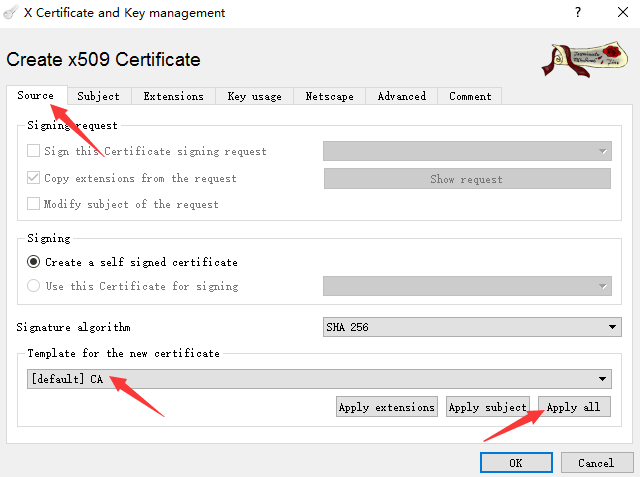 X Certificate and Key management
?
Create x509 Certificate
Source Subject Extensions Key usage Netscape Advanced Comment
Signing request
Sign this Certificate signing request
Copy extensions from the request Show request
Modify subject of the request
Signing
Create a self signed certificate
Use this Certificate for signing
Signature algorithm SHA 256
Template for the new certificate
[default] CA
Apply extensions Apply subject Apply all
OK Cancel